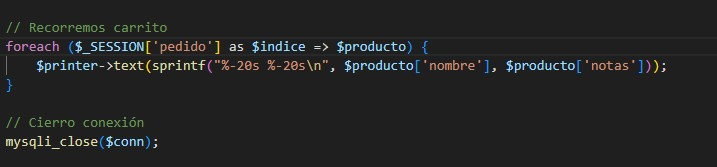 // Recorremos carrito
foreach ($_SESSION['pedido'] as $indice => $producto) {
    $printer->text(sprintf("%-20s %-20s\n", $producto['nombre'], $producto['notas']));
}
// Cierro conexión
mysqli_close($conn);